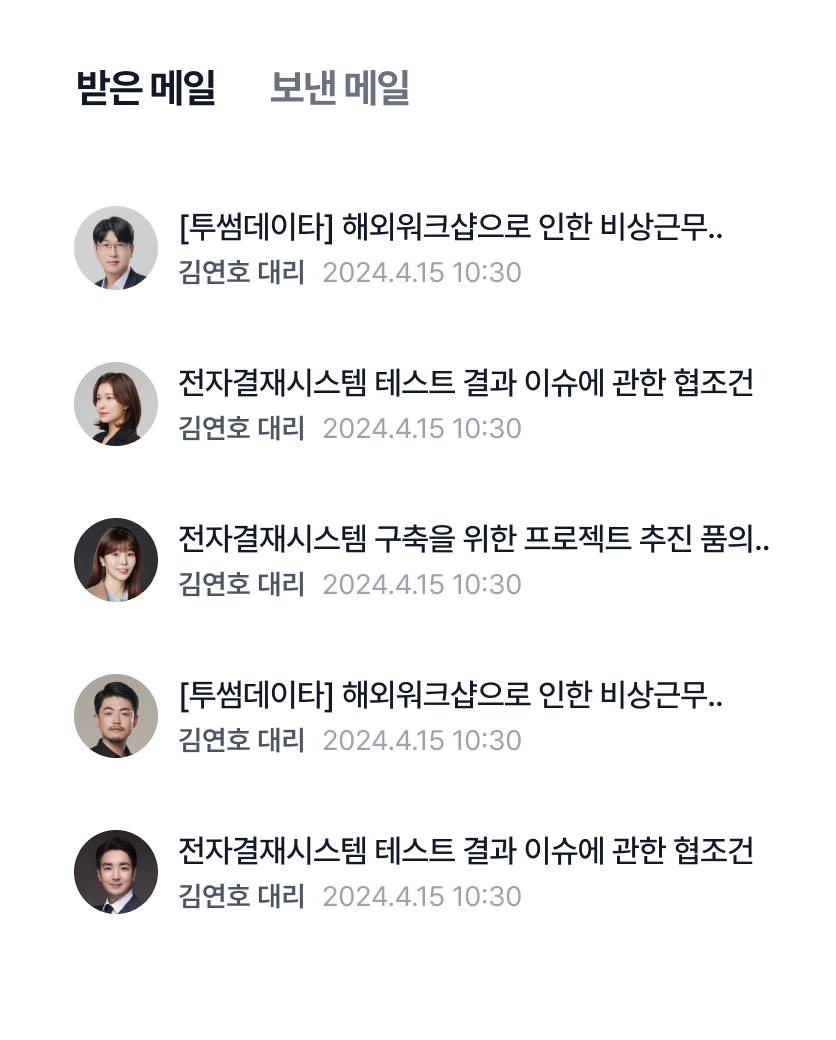 받은 메일 보낸 메일
[투썸데이타] 해외워크샵으로 인한 비상근무..
김연호 대리 2024.4.15 10:30
전자결재시스템 테스트 결과 이슈에 관한 협조건
김연호 대리 2024.4.15 10:30
전자결재시스템 구축을 위한 프로젝트 추진 품의..
김연호 대리 2024.4.15 10:30
[투썸데이타] 해외워크샵으로 인한 비상근무..
김연호 대리 2024.4.15 10:30
전자결재시스템 테스트 결과 이슈에 관한 협조건
김연호 대리 2024.4.15 10:30